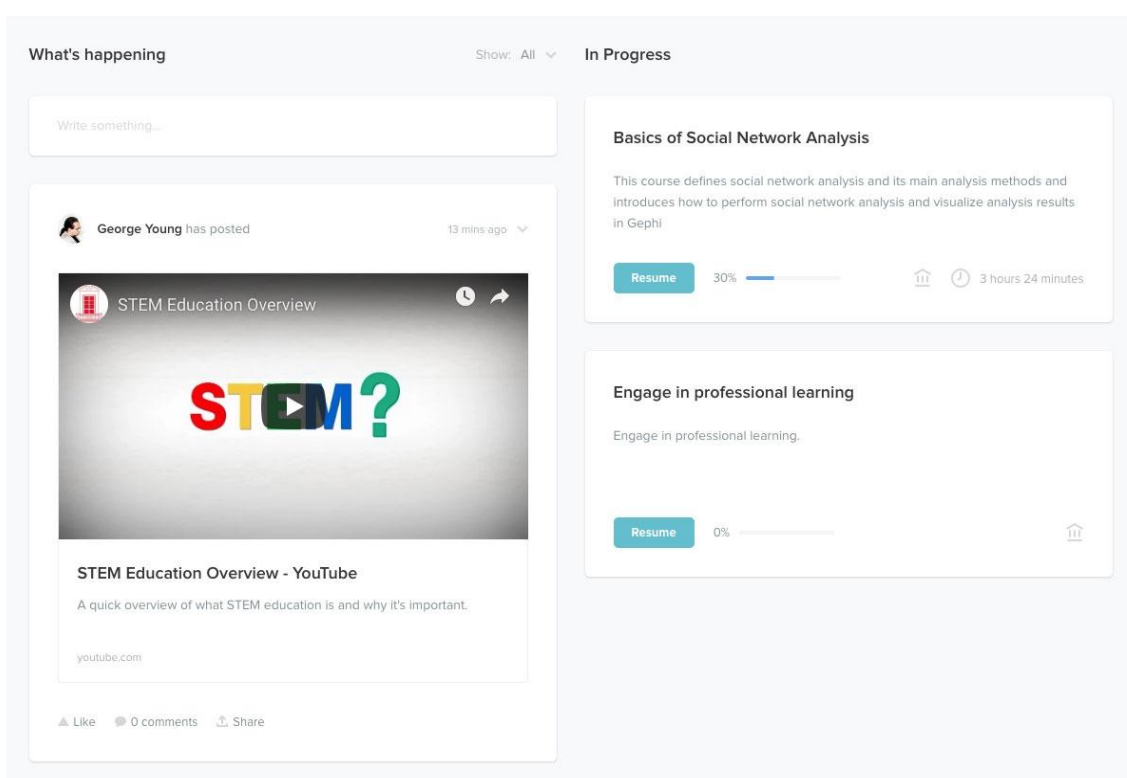 What's happening
Show: All
Write something...
George Young has posted
13 mins ago
STEM Education Overview
STEM?
STEM Education Overview - YouTube
A quick overview of what STEM education is and why it's important.
youtube.com
Like
0 comments
Share
In Progress
Basics of Social Network Analysis
This course defines social network analysis and its main analysis methods and
introduces how to perform social network analysis and visualize analysis results
in Gephi
Resume
30%
3 hours 24 minutes
Engage in professional learning
Engage in professional learning.
Resume
0%